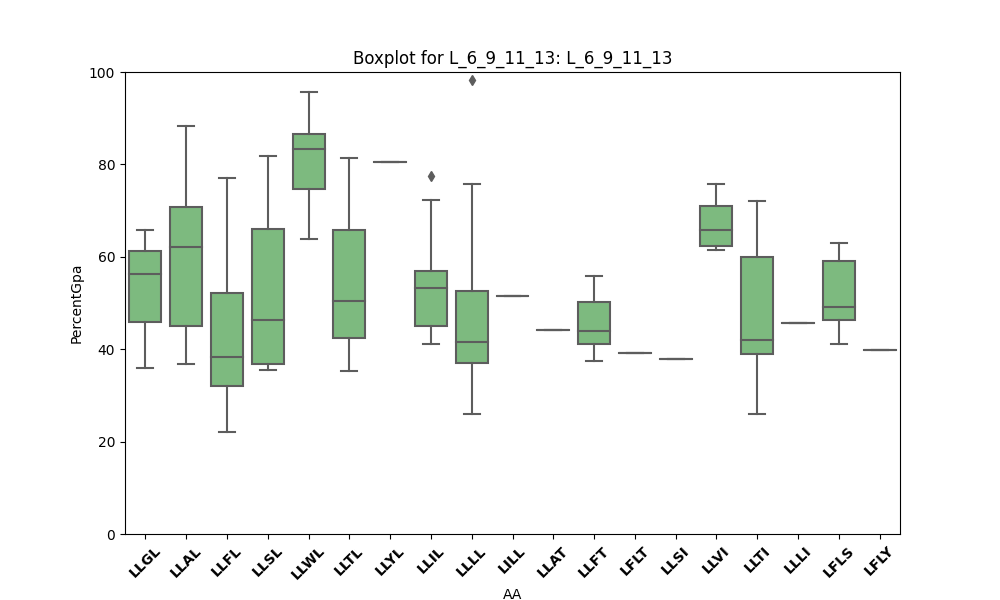 Boxplot for L_6_9_11_13: L_6_9_11_13
100
80
60
40
20
0
PercentGpa
LLGL LLAL LLFL LLSL LLWL LLTL LLYL LLIL LLLL LILL LLAT LLFT LFLT LLSI LLVI LLTI LLLI LFLS LFLY
AA